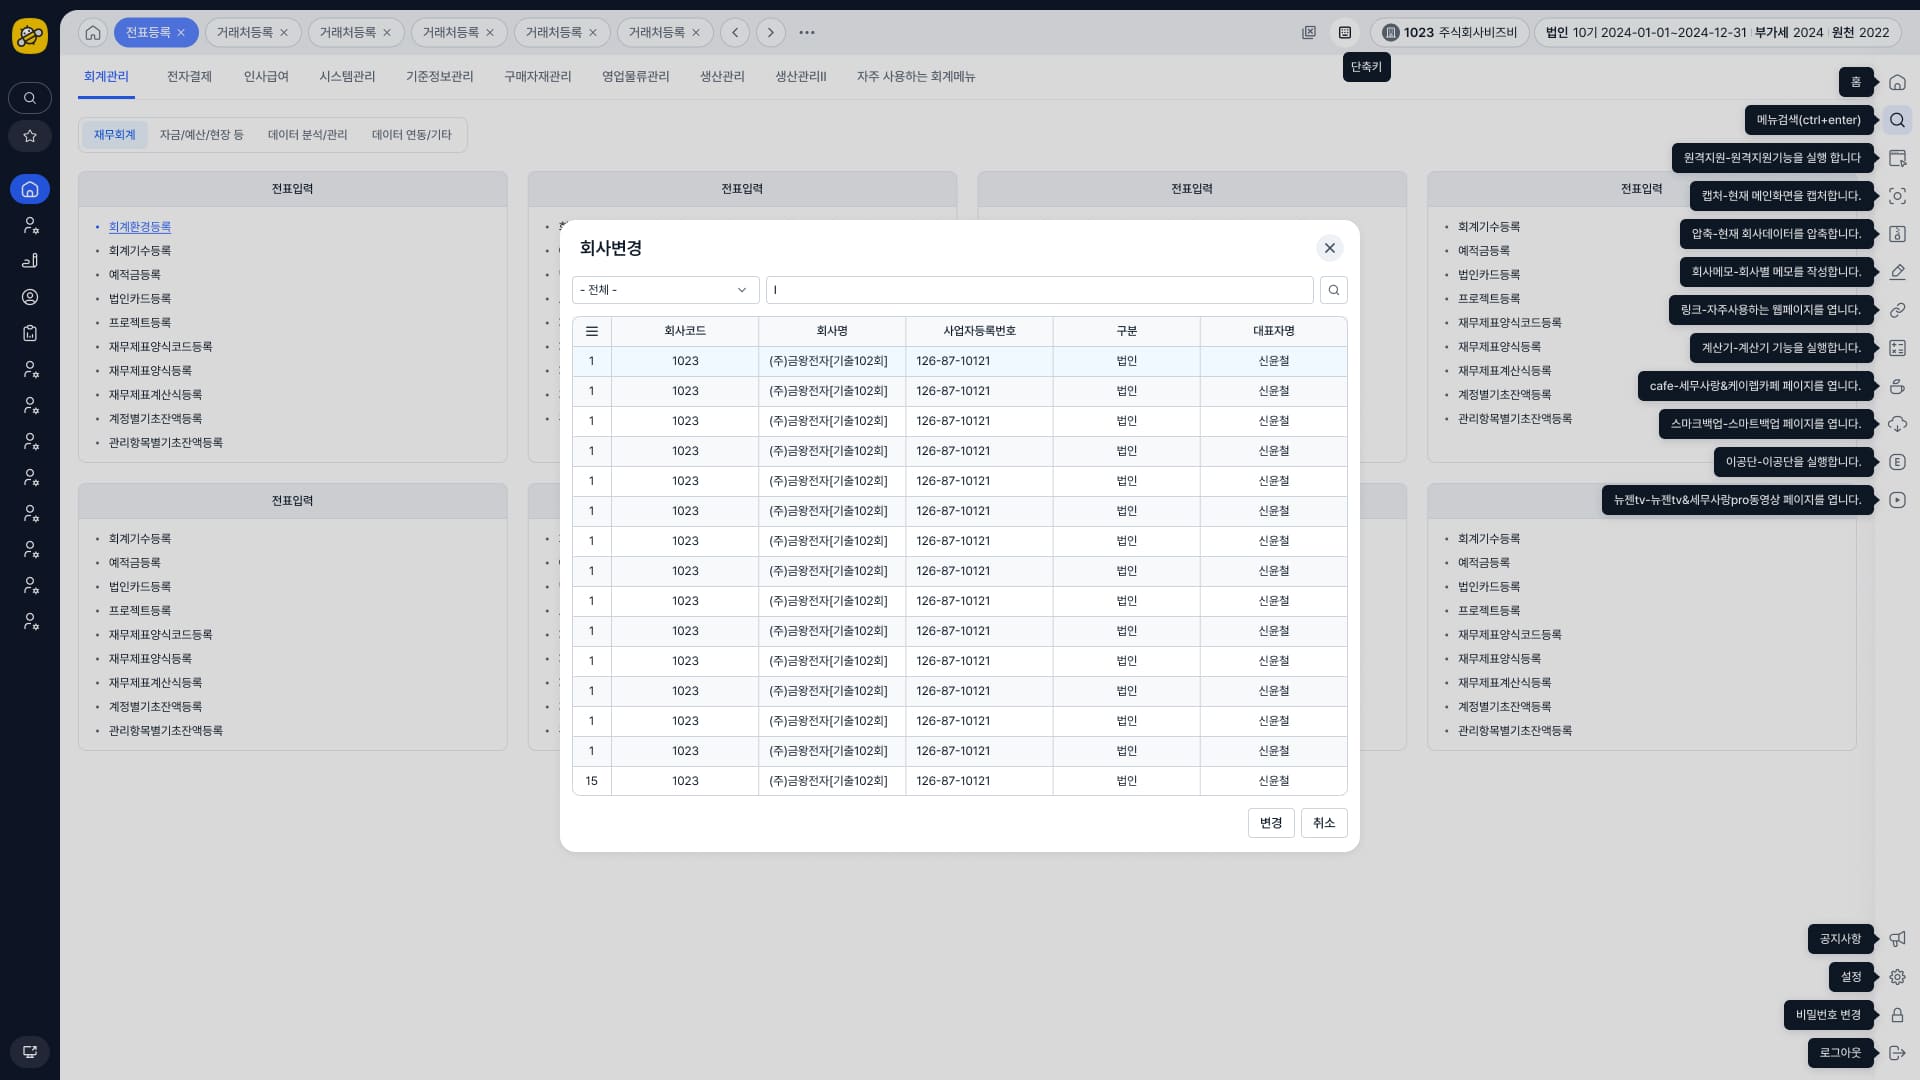 전표등록
거래처등록
거래처등록
거래처등록
거래처등록
거래처등록
1023 주식회사비즈비
법인 10기 2024-01-01~2024-12-31 부가세 2024 원천 2022
단축키
회계관리
전자결제
인사급여
시스템관리
기준정보관리
구매자재관리
영업물류관리
생산관리
생산관리II
자주 사용하는 회계메뉴
재무회계
자금/예산/현장 등
데이터 분석/관리
데이터 연동/기타
전표입력
회계환경등록
회계기수등록
예적금등록
법인카드등록
프로젝트등록
재무제표양식코드등록
재무제표양식등록
재무제표계산식등록
계정별기초잔액등록
관리항목별기초잔액등록
전표입력
전표입력
전표입력
회계기수등록
예적금등록
법인카드등록
프로젝트등록
재무제표양식코드등록
재무제표양식등록
재무제표계산식등록
계정별기초잔액등록
관리항목별기초잔액등록
전표입력
회계기수등록
예적금등록
법인카드등록
프로젝트등록
재무제표양식코드등록
재무제표양식등록
재무제표계산식등록
계정별기초잔액등록
관리항목별기초잔액등록
회계기수등록
예적금등록
법인카드등록
프로젝트등록
재무제표양식코드등록
재무제표양식등록
재무제표계산식등록
계정별기초잔액등록
관리항목별기초잔액등록
회사변경
- 전체 -
회사코드 회사명 사업자등록번호 구분 대표자명
1 1023 (주)금왕전자[기출102회] 126-87-10121 법인 신윤철
1 1023 (주)금왕전자[기출102회] 126-87-10121 법인 신윤철
1 1023 (주)금왕전자[기출102회] 126-87-10121 법인 신윤철
1 1023 (주)금왕전자[기출102회] 126-87-10121 법인 신윤철
1 1023 (주)금왕전자[기출102회] 126-87-10121 법인 신윤철
1 1023 (주)금왕전자[기출102회] 126-87-10121 법인 신윤철
1 1023 (주)금왕전자[기출102회] 126-87-10121 법인 신윤철
1 1023 (주)금왕전자[기출102회] 126-87-10121 법인 신윤철
1 1023 (주)금왕전자[기출102회] 126-87-10121 법인 신윤철
1 1023 (주)금왕전자[기출102회] 126-87-10121 법인 신윤철
1 1023 (주)금왕전자[기출102회] 126-87-10121 법인 신윤철
1 1023 (주)금왕전자[기출102회] 126-87-10121 법인 신윤철
1 1023 (주)금왕전자[기출102회] 126-87-10121 법인 신윤철
1 1023 (주)금왕전자[기출102회] 126-87-10121 법인 신윤철
15 1023 (주)금왕전자[기출102회] 126-87-10121 법인 신윤철
변경
취소
홈
메뉴검색(ctrl+enter)
원격지원-원격지원기능을 실행 합니다
캡처-현재 메인화면을 캡처합니다.
압축-현재 회사데이터를 압축합니다.
회사메모-회사별 메모를 작성합니다.
링크-자주사용하는 웹페이지를 엽니다.
계산기-계산기 기능을 실행합니다.
cafe-세무사랑&케이렙카페 페이지를 엽니다.
스마크백업-스마트백업 페이지를 엽니다.
이공단-이공단을 실행합니다.
E
뉴젠tv-뉴젠tv&세무사랑pro동영상 페이지를 엽니다.
공지사항
설정
비밀번호 변경
로그아웃